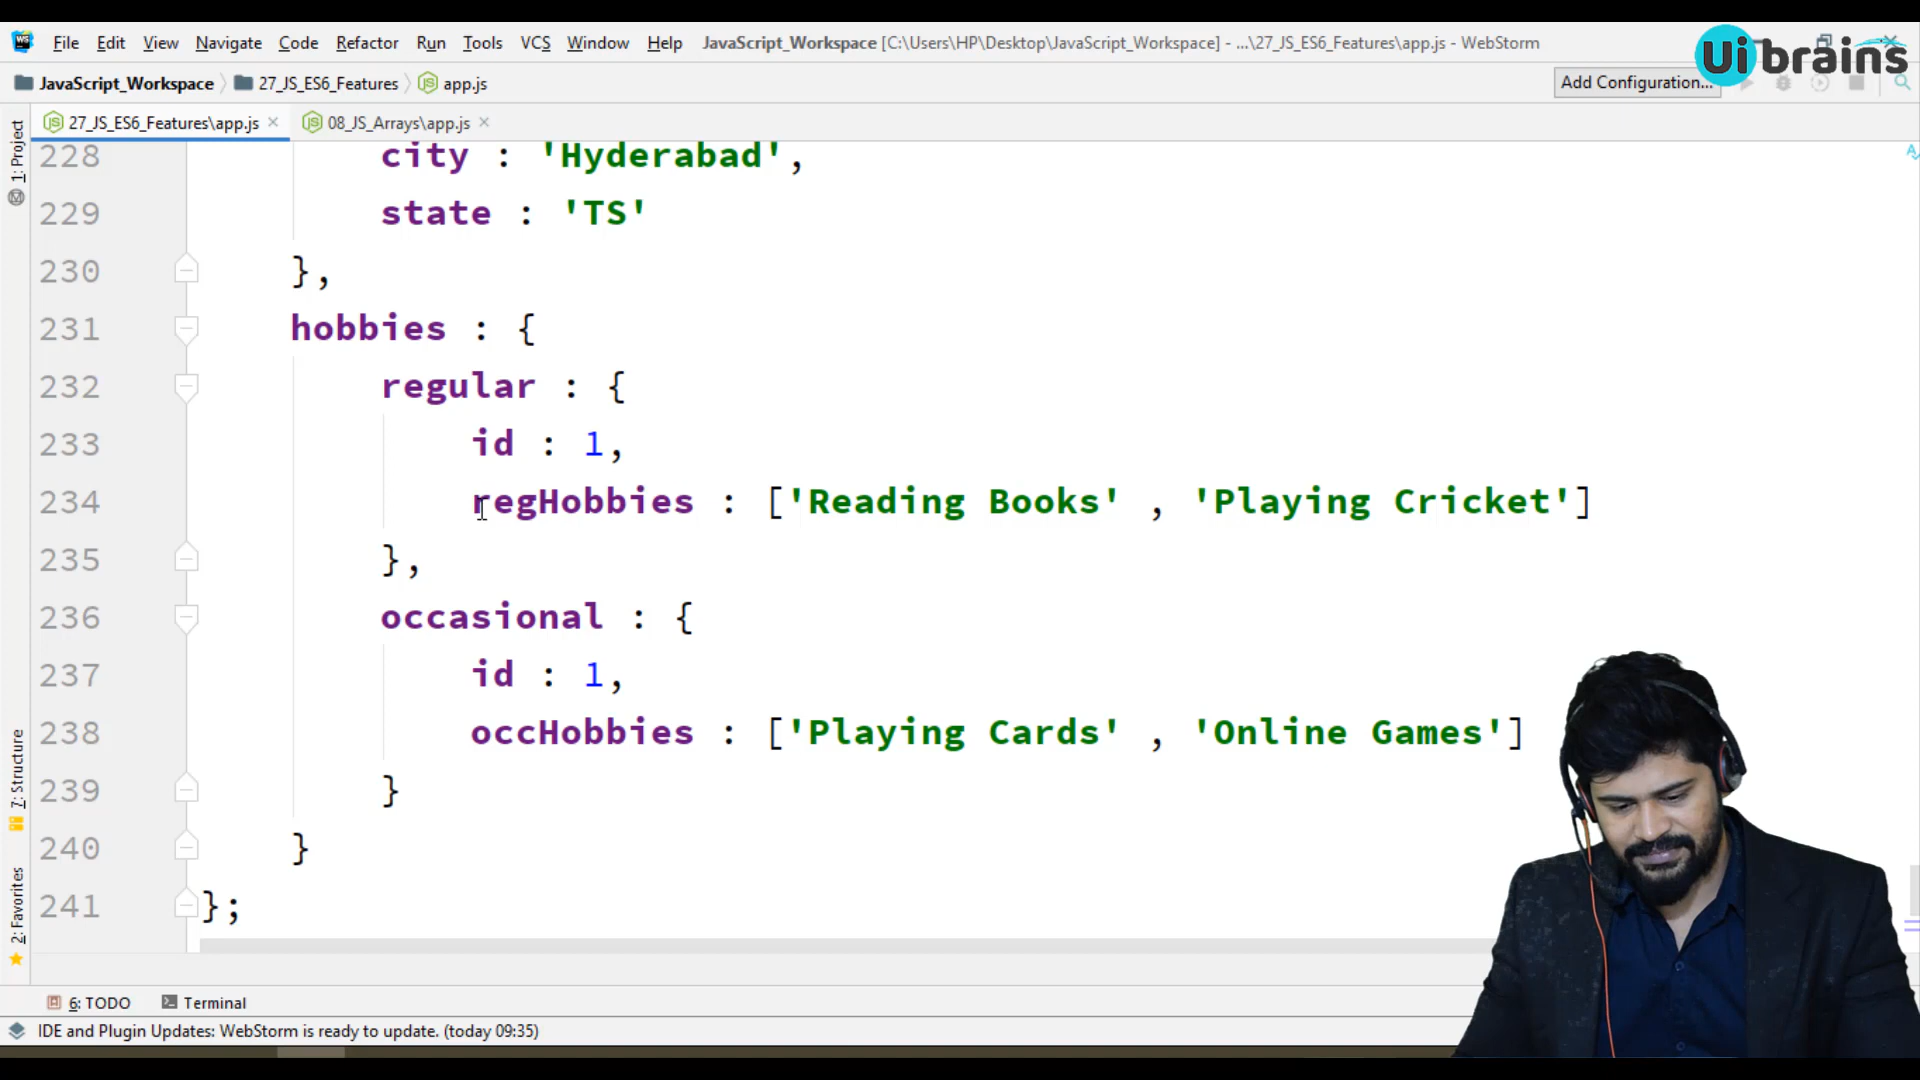 WS File Edit View Navigate Code Refactor Run Tools VCS Window Help JavaScript_Workspace [C:\Users\HP\Desktop\JavaScript_Workspace] - ...\27_JS_ES6_Features\app.js - WebStorm
Ui brains
JavaScript_Workspace 27_JS_ES6_Features JS app.js Add Configuration...
JS 27_JS_ES6_Features\app.js JS 08_JS_Arrays\app.js
1: Project
7: Structure
2: Favorites
228 city : 'Hyderabad',
229 state : 'TS'
230 },
231 hobbies : {
232 regular : {
233 id : 1,
234 regHobbies : ['Reading Books' , 'Playing Cricket']
235 },
236 occasional : {
237 id : 1,
238 occHobbies : ['Playing Cards' , 'Online Games']
239 }
240 }
241 };
6: TODO Terminal
IDE and Plugin Updates: WebStorm is ready to update. (today 09:35)